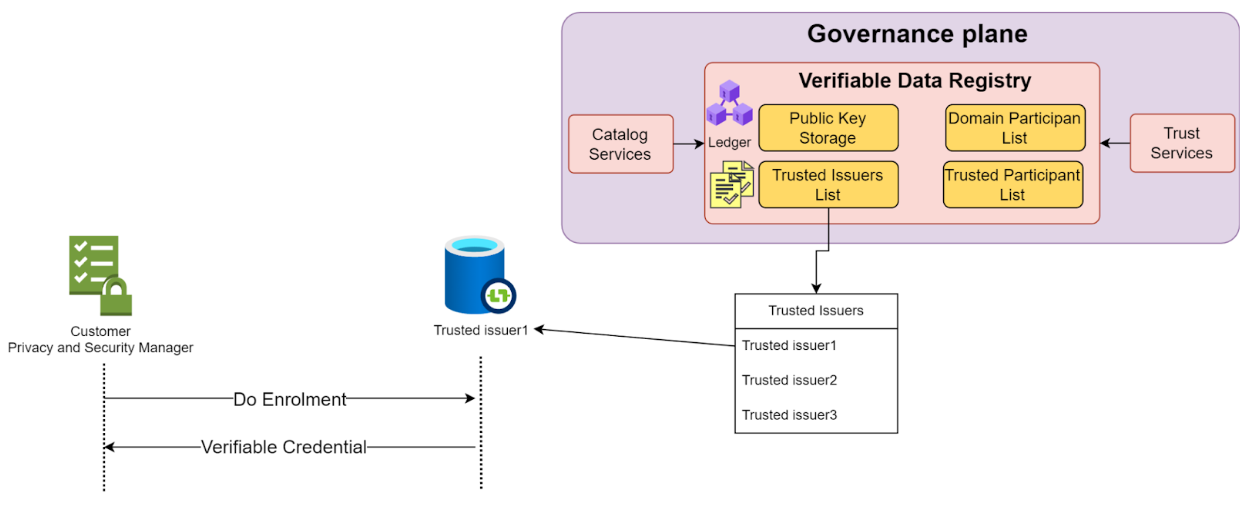 Governance plane
Verifiable Data Registry
Catalog
Services
Ledger
Public Key
Storage
Domain Participan
List
Trust
Services
Trusted Issuers
List
Trusted Participant
List
Customer
Privacy and Security Manager
Trusted issuer1
Trusted Issuers
Trusted issuer1
Trusted issuer2
Trusted issuer3
Do Enrolment
Verifiable Credential